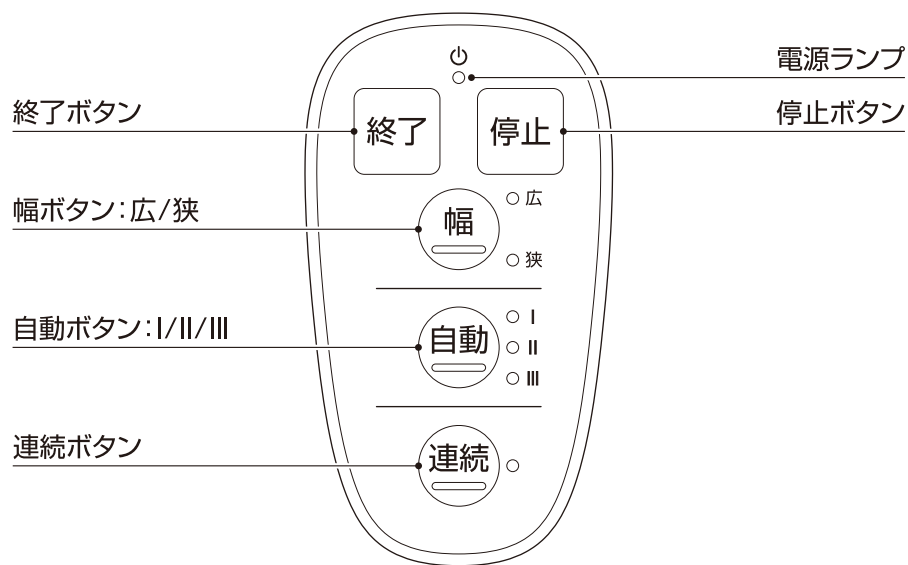 電源ランプ
終了ボタン
停止ボタン
終了
停止
幅ボタン：広/狭
幅
広
狭
自動ボタン：I/II/III
自動
I
II
III
連続ボタン
連続